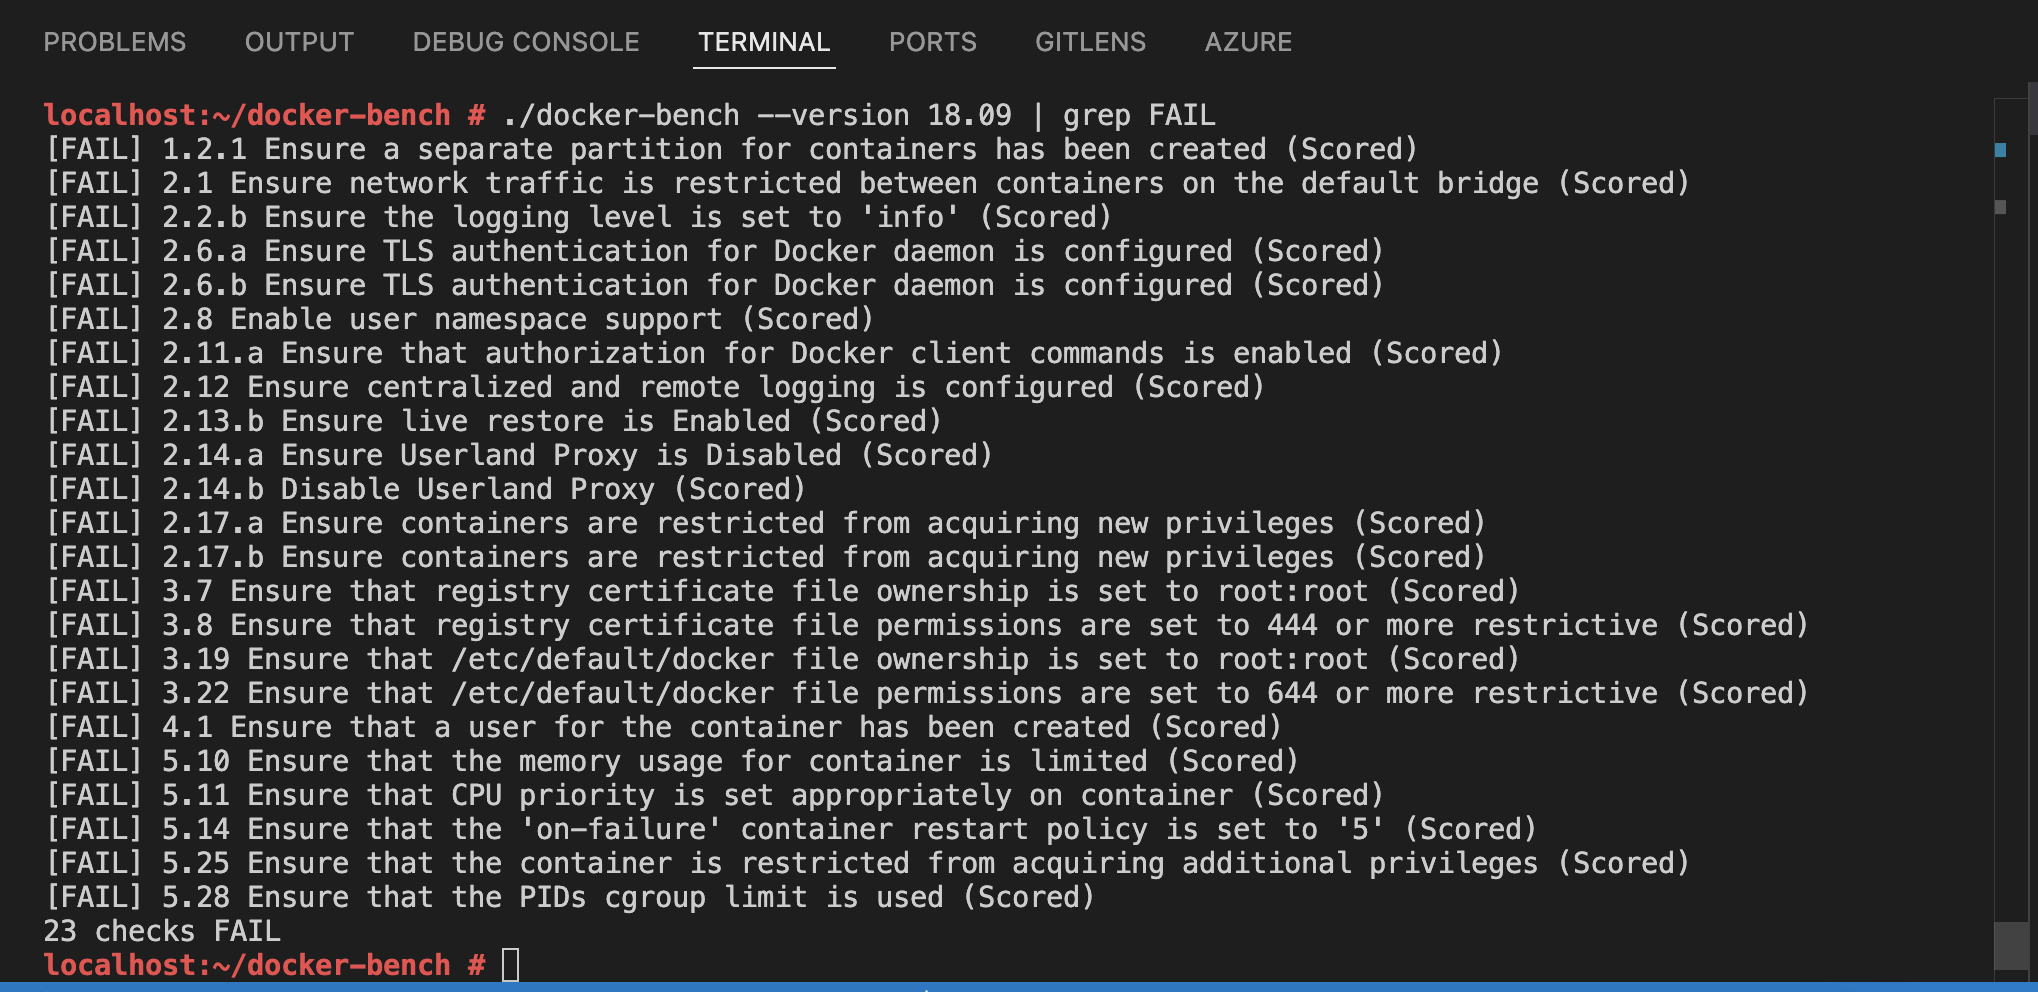 PROBLEMS OUTPUT DEBUG CONSOLE TERMINAL PORTS GITLENS AZURE
localhost:~/docker-bench # ./docker-bench --version 18.09 | grep FAIL
[FAIL] 1.2.1 Ensure a separate partition for containers has been created (Scored)
[FAIL] 2.1 Ensure network traffic is restricted between containers on the default bridge (Scored)
[FAIL] 2.2.b Ensure the logging level is set to 'info' (Scored)
[FAIL] 2.6.a Ensure TLS authentication for Docker daemon is configured (Scored)
[FAIL] 2.6.b Ensure TLS authentication for Docker daemon is configured (Scored)
[FAIL] 2.8 Enable user namespace support (Scored)
[FAIL] 2.11.a Ensure that authorization for Docker client commands is enabled (Scored)
[FAIL] 2.12 Ensure centralized and remote logging is configured (Scored)
[FAIL] 2.13.b Ensure live restore is Enabled (Scored)
[FAIL] 2.14.a Ensure Userland Proxy is Disabled (Scored)
[FAIL] 2.14.b Disable Userland Proxy (Scored)
[FAIL] 2.17.a Ensure containers are restricted from acquiring new privileges (Scored)
[FAIL] 2.17.b Ensure containers are restricted from acquiring new privileges (Scored)
[FAIL] 3.7 Ensure that registry certificate file ownership is set to root:root (Scored)
[FAIL] 3.8 Ensure that registry certificate file permissions are set to 444 or more restrictive (Scored)
[FAIL] 3.19 Ensure that /etc/default/docker file ownership is set to root:root (Scored)
[FAIL] 3.22 Ensure that /etc/default/docker file permissions are set to 644 or more restrictive (Scored)
[FAIL] 4.1 Ensure that a user for the container has been created (Scored)
[FAIL] 5.10 Ensure that the memory usage for container is limited (Scored)
[FAIL] 5.11 Ensure that CPU priority is set appropriately on container (Scored)
[FAIL] 5.14 Ensure that the 'on-failure' container restart policy is set to '5' (Scored)
[FAIL] 5.25 Ensure that the container is restricted from acquiring additional privileges (Scored)
[FAIL] 5.28 Ensure that the PIDs cgroup limit is used (Scored)
23 checks FAIL
localhost:~/docker-bench #